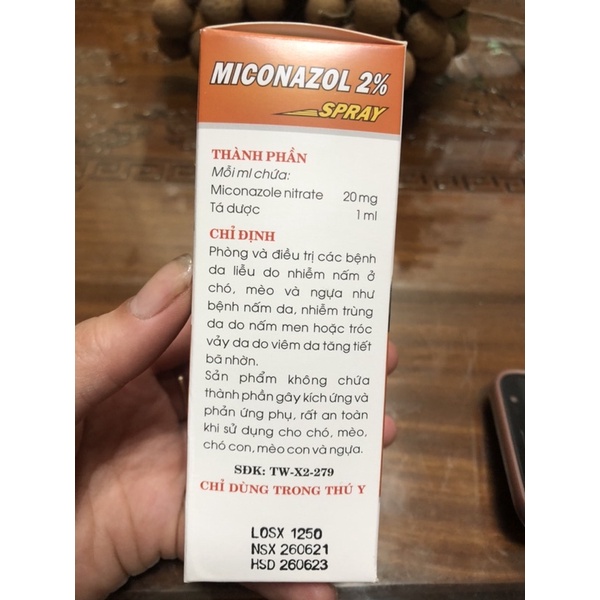 MICONAZOL 2%
SPRAY
THÀNH PHẦN
Mỗi ml chứa:
Miconazole nitrate 20 mg
Tá dược 1 ml
CHỈ ĐỊNH
Phòng và điều trị các bệnh
da liễu do nhiễm nấm ở
chó, mèo và ngựa như
bệnh nấm da, nhiễm trùng
da do nấm men hoặc tróc
vảy da do viêm da tăng tiết
bã nhờn.
Sản phẩm không chứa
thành phần gây kích ứng và
phản ứng phụ, rất an toàn
khi sử dụng cho chó, mèo,
chó con, mèo con và ngựa.
SĐK: TW-X2-279
CHỈ DÙNG TRONG THÚ Y
LOSX 1250
NSX 260621
HSD 260623